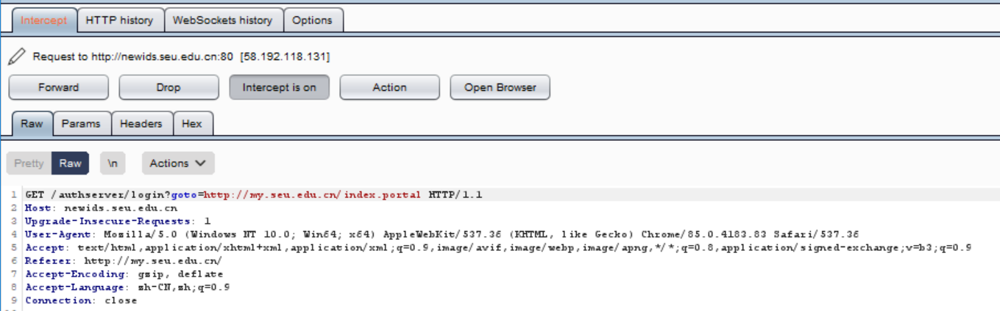 Intercept HTTP history WebSockets history Options
Request to http://newids.seu.edu.cn:80 [58.192.118.131]
Forward Drop Intercept is on Action Open Browser
Raw Params Headers Hex
Pretty Raw \n Actions
1 GET /authserver/login?goto=http://my.seu.edu.cn/index.portal HTTP/1.1
2 Host: newids.seu.edu.cn
3 Upgrade-Insecure-Requests: 1
4 User-Agent: Mozilla/5.0 (Windows NT 10.0; Win64; x64) AppleWebKit/537.36 (KHTML, like Gecko) Chrome/85.0.4183.83 Safari/537.36
5 Accept: text/html,application/xhtml+xml,application/xml;q=0.9,image/avif,image/webp,image/apng,*/*;q=0.8,application/signed-exchange;v=b3;q=0.9
6 Referer: http://my.seu.edu.cn/
7 Accept-Encoding: gzip, deflate
8 Accept-Language: zh-CN,zh;q=0.9
9 Connection: close